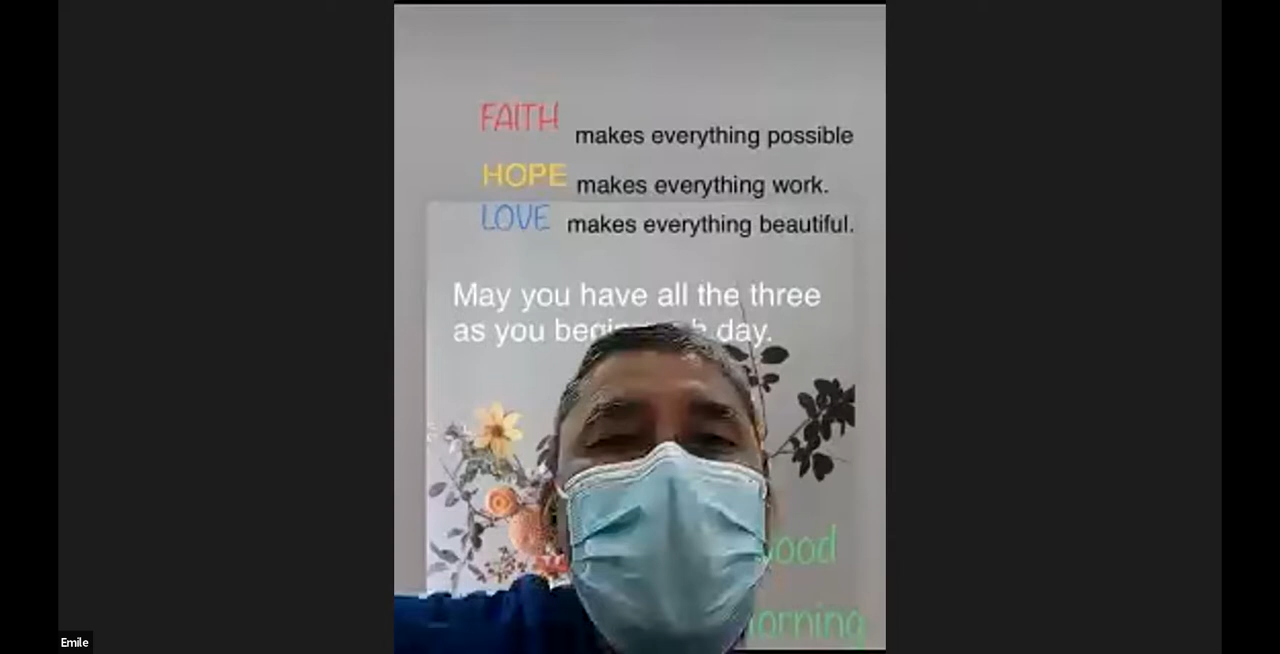 FAITH makes everything possible
HOPE makes everything work.
LOVE makes everything beautiful.
May you have all the three
as you day.
Emile